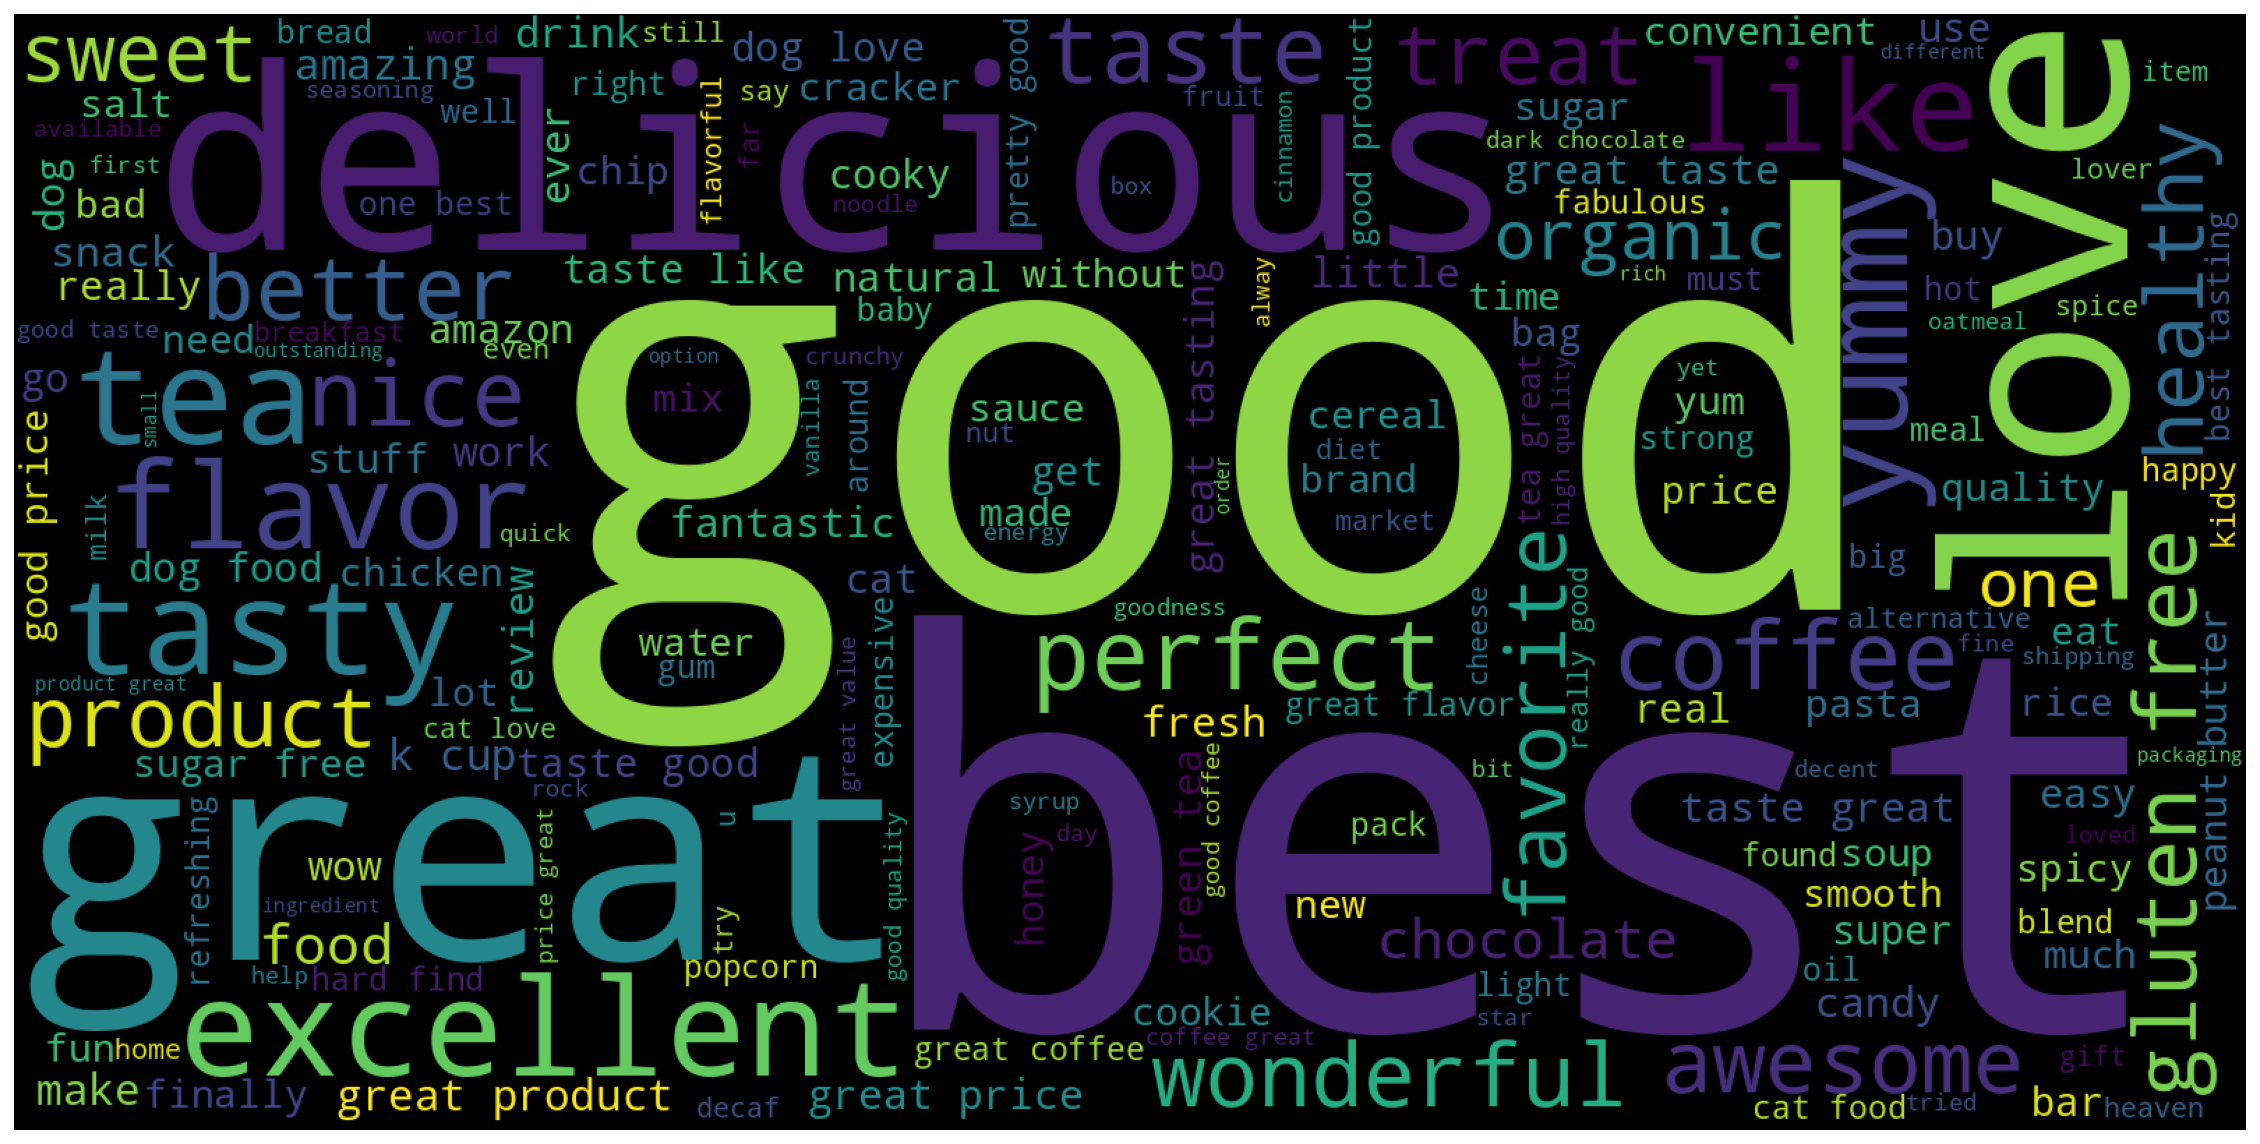 sweet
bread
world
drink
still
dog love
taste
treat
convenient
use
different
item
amazing
seasoning
salt
available
well
right
say
cracker
fruit
sugar
like
love
delicious
first
dog
bad
one best
ever
chip
flavorful
far
cooky
noodle
pretty good
box
cinnamon
good product
dark chocolate
great taste
fabulous
yummy
lover
healthy
snack
really
better
taste like
natural
without
little
organic
rich
must
buy
hot
time
alway
baby
spice
oatmeal
best tasting
good taste
need
breakfast
outstanding
amazon
even
option
crunchy
great tasting
bag
go
tea
nice
small
mix
vanilla
around
good
sauce
nut
cereal
diet
yet
yum
strong
meal
good price
stuff
work
get
brand
price
tea great
high quality
quality
happy
kid
flavor
milk
quick
fantastic
made
energy
order
market
dog food
chicken
cat
favorite
big
one
tasty
review
water
gum
expensive
goodness
perfect
cheese
really good
coffee
alternative
fine
eat
shipping
gluten free
peanut butter
product great
product
lot
cat love
great value
great flavor
fresh
real
pasta
rice
packaging
sugar free
k cup
taste good
rock
best
bit
decent
great
refreshing
wow
price great
u
good quality
syrup
honey
day
green tea
good coffee
pack
taste great
easy
loved
found
soup
spicy
ingredient
food
try
new
smooth
blend
help
hard find
popcorn
chocolate
super
much
light
oil
candy
excellent
cookie
star
fun
home
great coffee
coffee great
wonderful
awesome
gift
make
finally
great product
decaf
great price
cat food
tried
bar
heaven